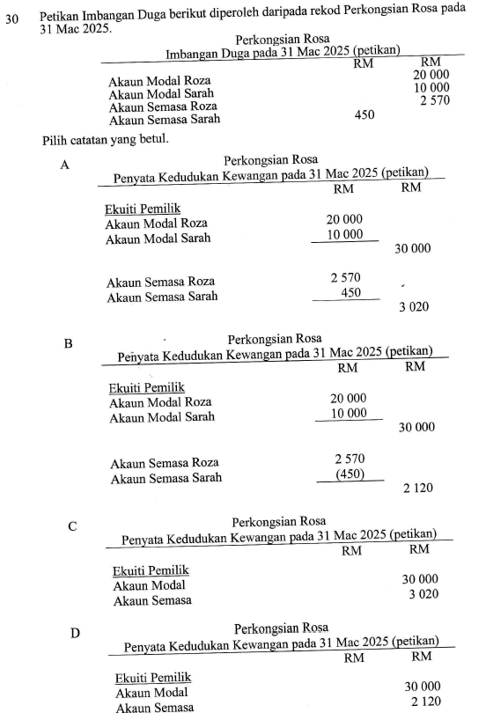 30 Petikan Imbangan Duga berikut diperoleh daripada rekod Perkongsian Rosa pada
31 Mac 2025.
Perkongsian Rosa
Imbangan Duga pada 31 Mac 2025 (petikan)
RM RM
Akaun Modal Roza 20 000
Akaun Modal Sarah 10 000
Akaun Semasa Roza 2 570
Akaun Semasa Sarah 450
Pilih catatan yang betul.
A Perkongsian Rosa
Penyata Kedudukan Kewangan pada 31 Mac 2025 (petikan)
RM RM
Ekuiti Pemilik
Akaun Modal Roza 20 000
Akaun Modal Sarah 10 000
30 000
Akaun Semasa Roza 2 570
Akaun Semasa Sarah 450
3 020
B Perkongsian Rosa
Penyata Kedudukan Kewangan pada 31 Mac 2025 (petikan)
RM RM
Ekuiti Pemilik
Akaun Modal Roza 20 000
Akaun Modal Sarah 10 000
30 000
Akaun Semasa Roza 2 570
Akaun Semasa Sarah (450)
2 120
C Perkongsian Rosa
Penyata Kedudukan Kewangan pada 31 Mac 2025 (petikan)
RM RM
Ekuiti Pemilik
Akaun Modal 30 000
Akaun Semasa 3 020
D Perkongsian Rosa
Penyata Kedudukan Kewangan pada 31 Mac 2025 (petikan)
RM RM
Ekuiti Pemilik
Akaun Modal 30 000
Akaun Semasa 2 120